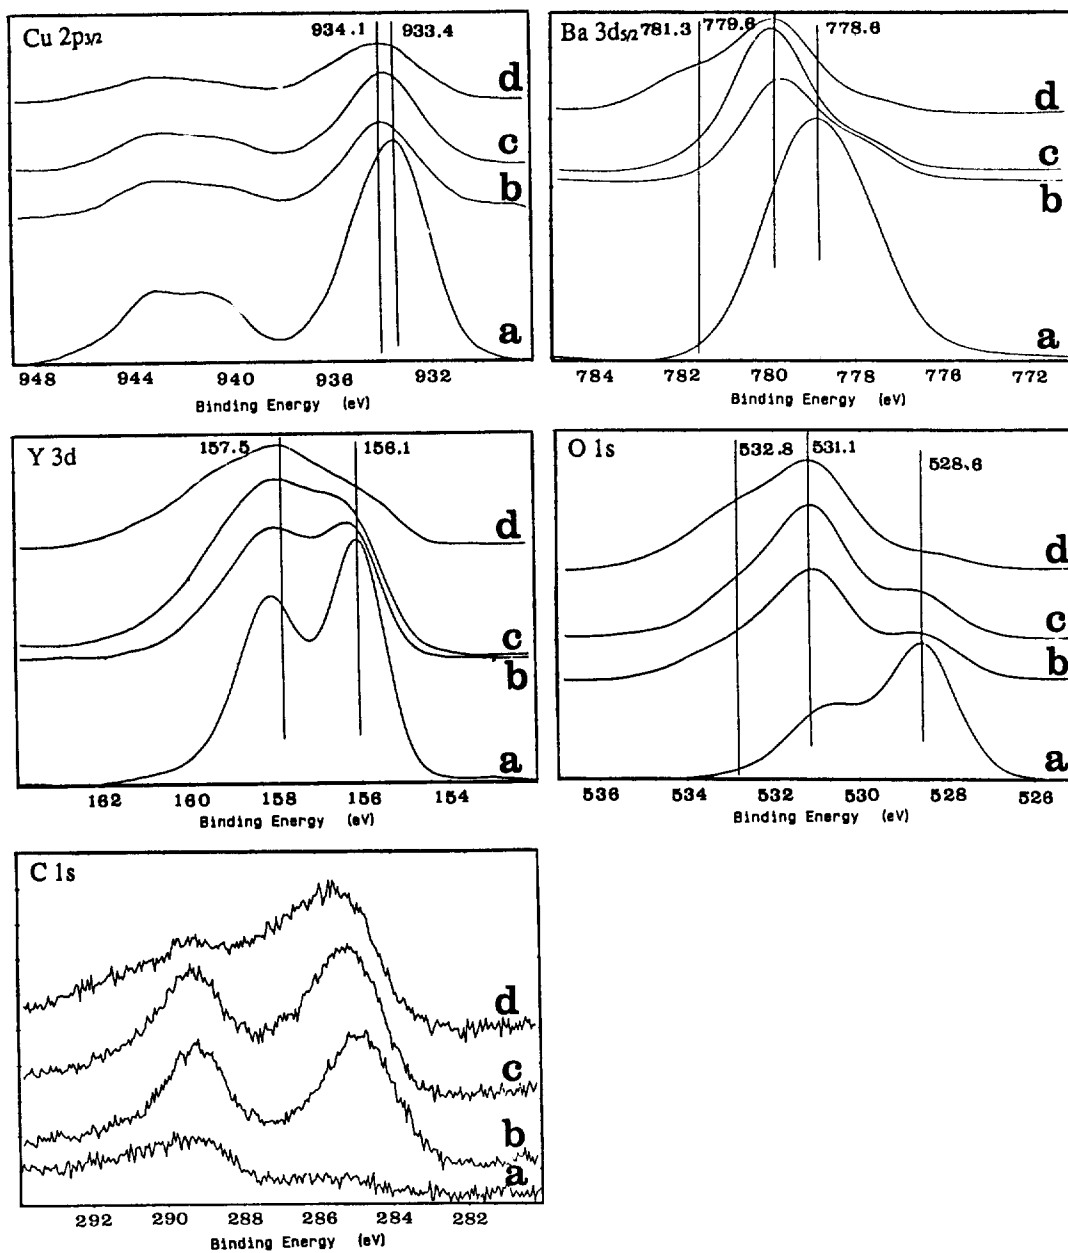 Cu 2p3/2
934.1
933.4
d
c
b
a
948 944 940 936 932
Binding Energy (eV)
Ba 3d5/2 781.3
779.6
778.6
d
c
b
a
784 782 780 778 776 772
Binding Energy (eV)
Y 3d
157.5
156.1
d
c
b
a
162 160 158 156 154
Binding Energy (eV)
O 1s
532.8
531.1
528.6
d
c
b
a
536 534 532 530 528 526
Binding Energy (eV)
C 1s
d
c
b
a
292 290 288 286 284 282
Binding Energy (eV)